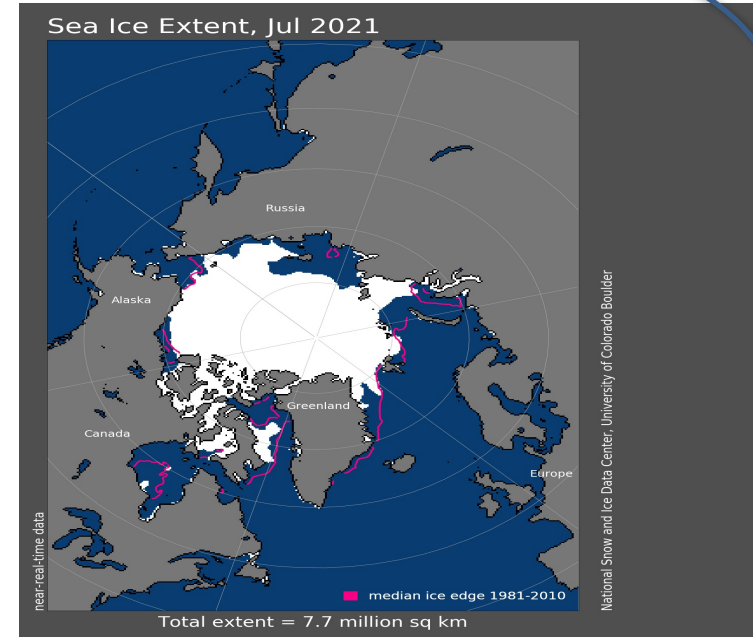 Sea Ice Extent, Jul 2021
Russia
Alaska
Greenland
Canada
Europe
near-real-time data
National Snow and Ice Data Center, University of Colorado Boulder
median ice edge 1981-2010
Total extent = 7.7 million sq km